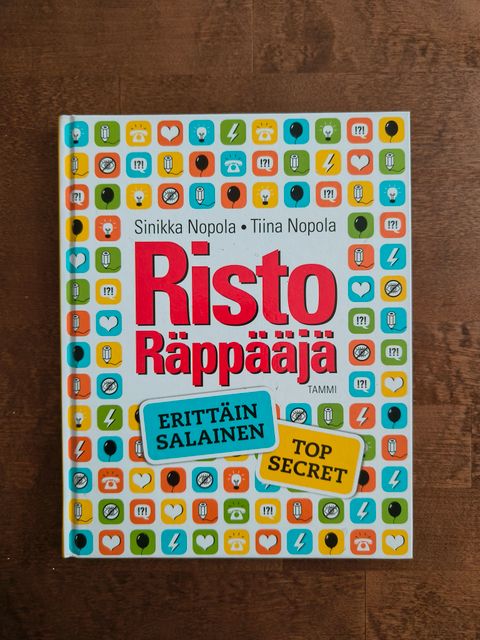 Sinikka Nopola • Tiina Nopola
Risto
Räppääjä
TAMMI
ERITTÄIN
SALAINEN
TOP
SECRET